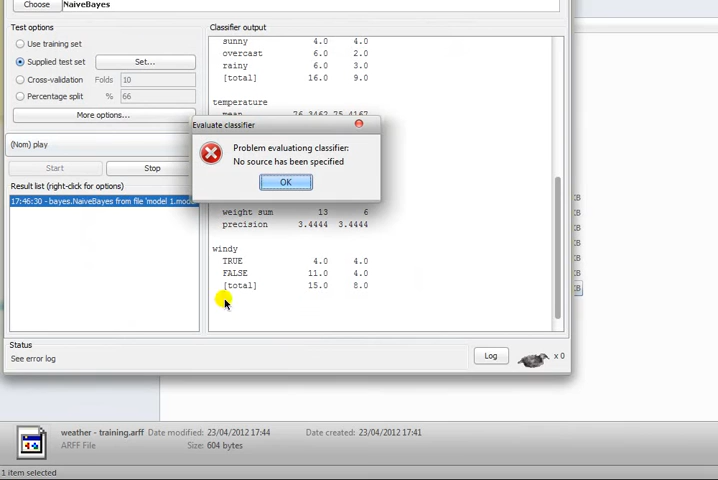 Choose NaiveBayes
Test options
Classifier output
Use training set
Supplied test set Set...
Cross-validation Folds 10
Percentage split % 66
More options...
(Nom) play
Start Stop
Result list (right-click for options)
17:46:30 - bayes.NaiveBayes from file 'model 1.mode
sunny 4.0 4.0
overcast 6.0 2.0
rainy 6.0 3.0
[total] 16.0 9.0
temperature
mean 76.3462 75.4167
Evaluate classifier
Problem evaluationg classifier:
No source has been specified
OK
weight sum 13 6
precision 3.4444 3.4444
windy
TRUE 4.0 4.0
FALSE 11.0 4.0
[total] 15.0 8.0
Status
See error log
Log x 0
weather - training.arff Date modified: 23/04/2012 17:44 Date created: 23/04/2012 17:41
ARFF File Size: 604 bytes
1 item selected